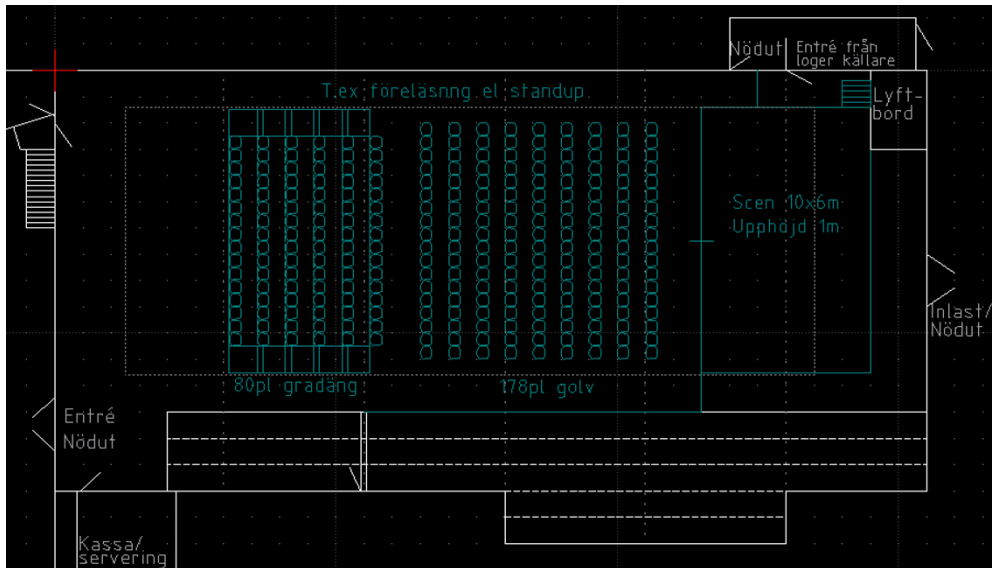 Nödut
Entré från
loger källare
T.ex föreläsnng el standup
Lyft-
bord
Scen 10x6m
Upphöjd 1m
Inlast/
Nödut
80pl gradäng
178pl golv
Entré
Nödut
Kassa/
servering